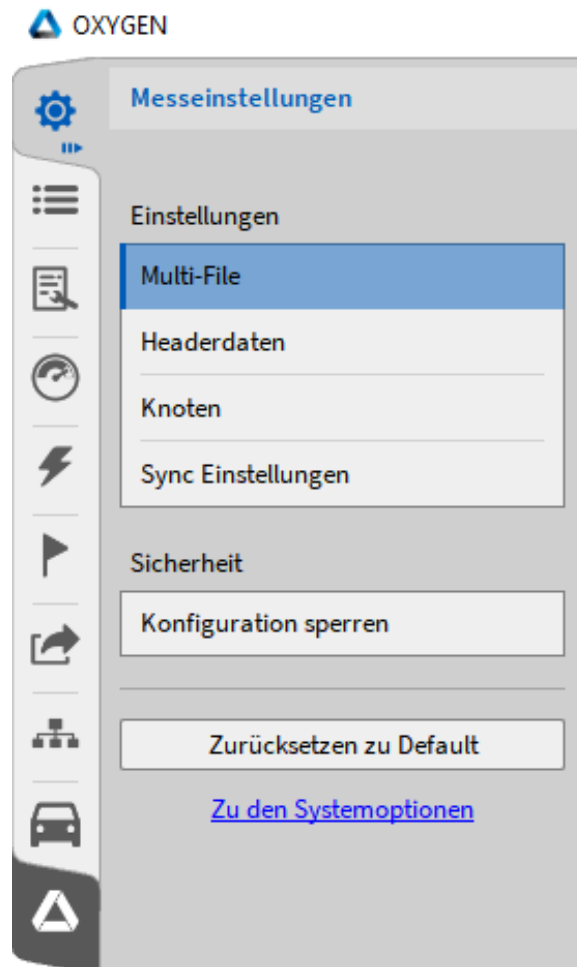 OXYGEN
Messeinstellungen
Einstellungen
Multi-File
Headerdaten
Knoten
Sync Einstellungen
Sicherheit
Konfiguration sperren
Zurücksetzen zu Default
Zu den Systemoptionen